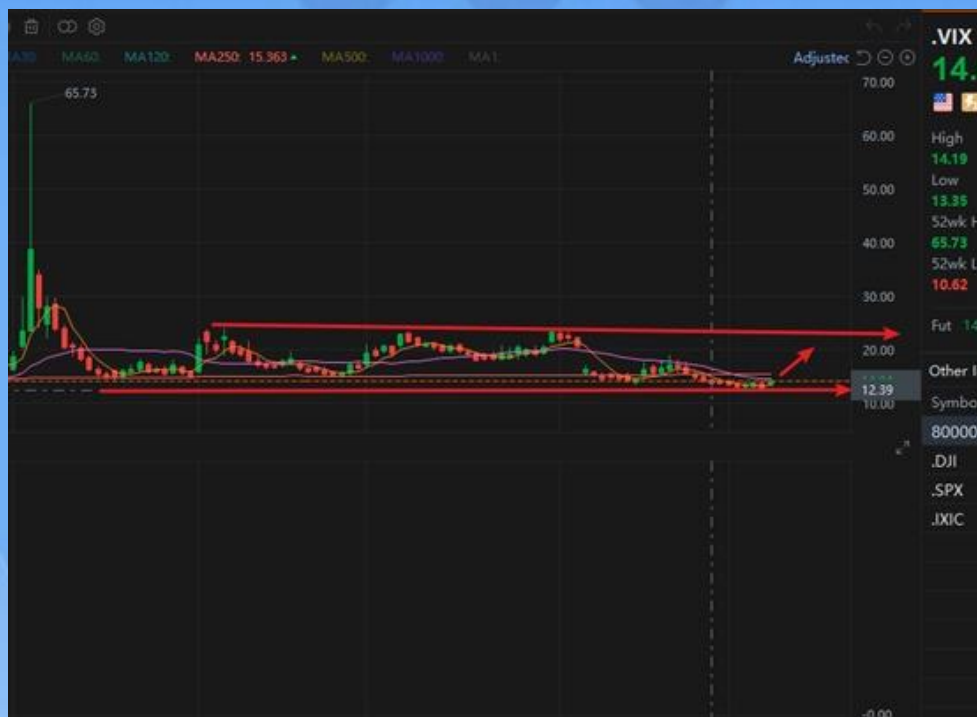 MA30: MA60: MA120: MA250: 15.363 MA500: MA1000: MA1:
Adjusted
65.73
70.00
60.00
50.00
40.00
30.00
20.00
12.39
10.00
-0.00
.VIX
14.
High
14.19
Low
13.35
52wk H
65.73
52wk L
10.62
Fut 14
Other I
Symbo
80000
.DJI
.SPX
.IXIC